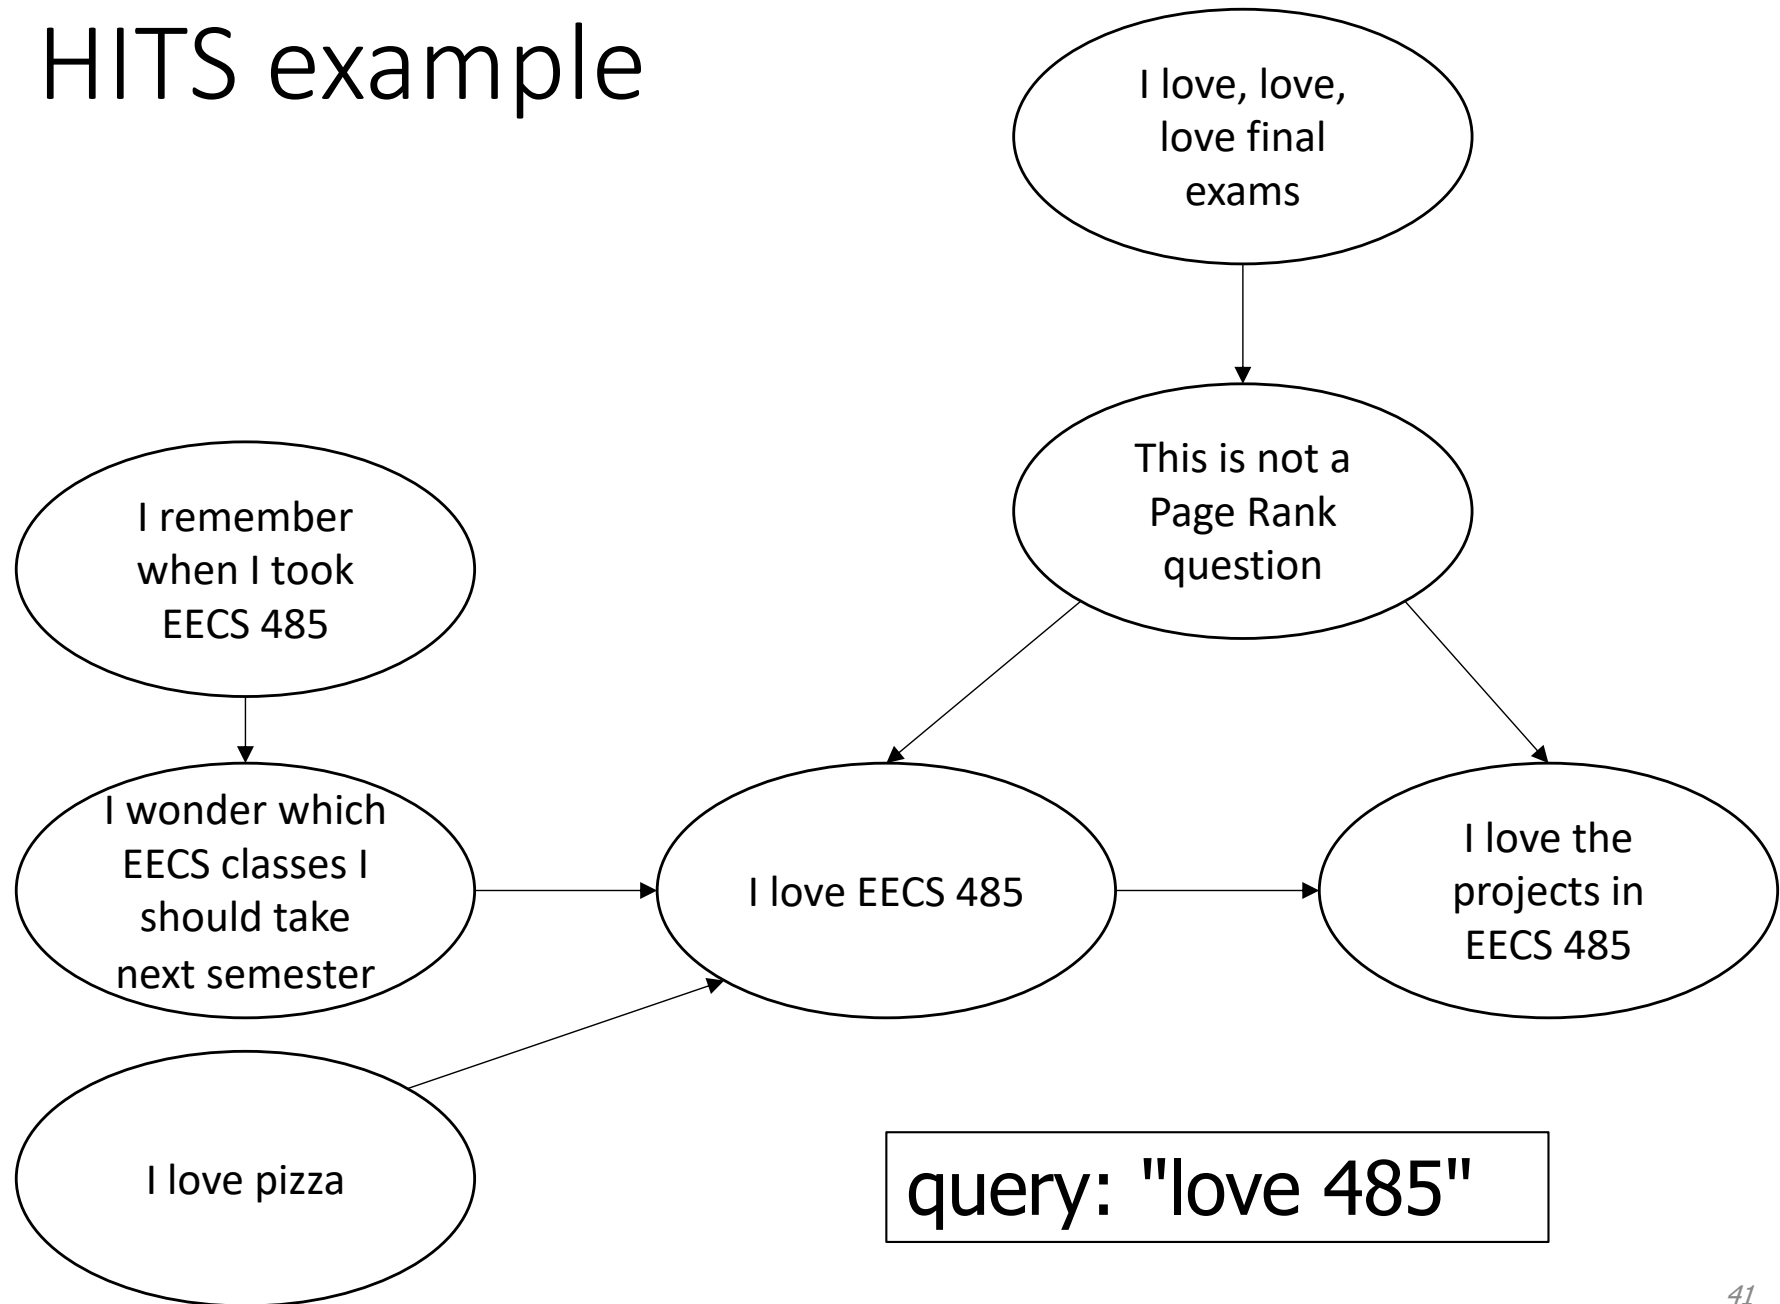 HITS example
I love, love,
love final
exams
This is not a
Page Rank
question
I remember
when I took
EECS 485
I wonder which
EECS classes I
should take
next semester
I love EECS 485
I love the
projects in
EECS 485
I love pizza
query: "love 485"
41